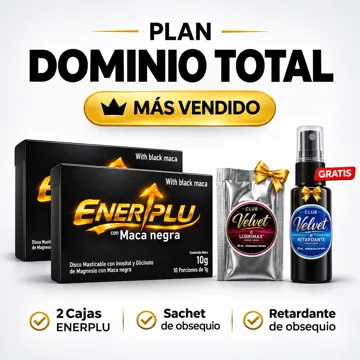 PLAN
DOMINIO TOTAL
MÁS VENDIDO
With black maca
With black maca
ENERPLU
con
Maca negra
Contenido Neto
10g
Disco Masticable con Inositol y Glicinato
de Magnesio con Maca negra
10 Porciones de 1g
CLUB
Velvet
LUBRIMAX
CLUB
Velvet
RETARDANTE
GRATIS
2 Cajas
ENERPLU
Sachet
de obsequio
Retardante
de obsequio